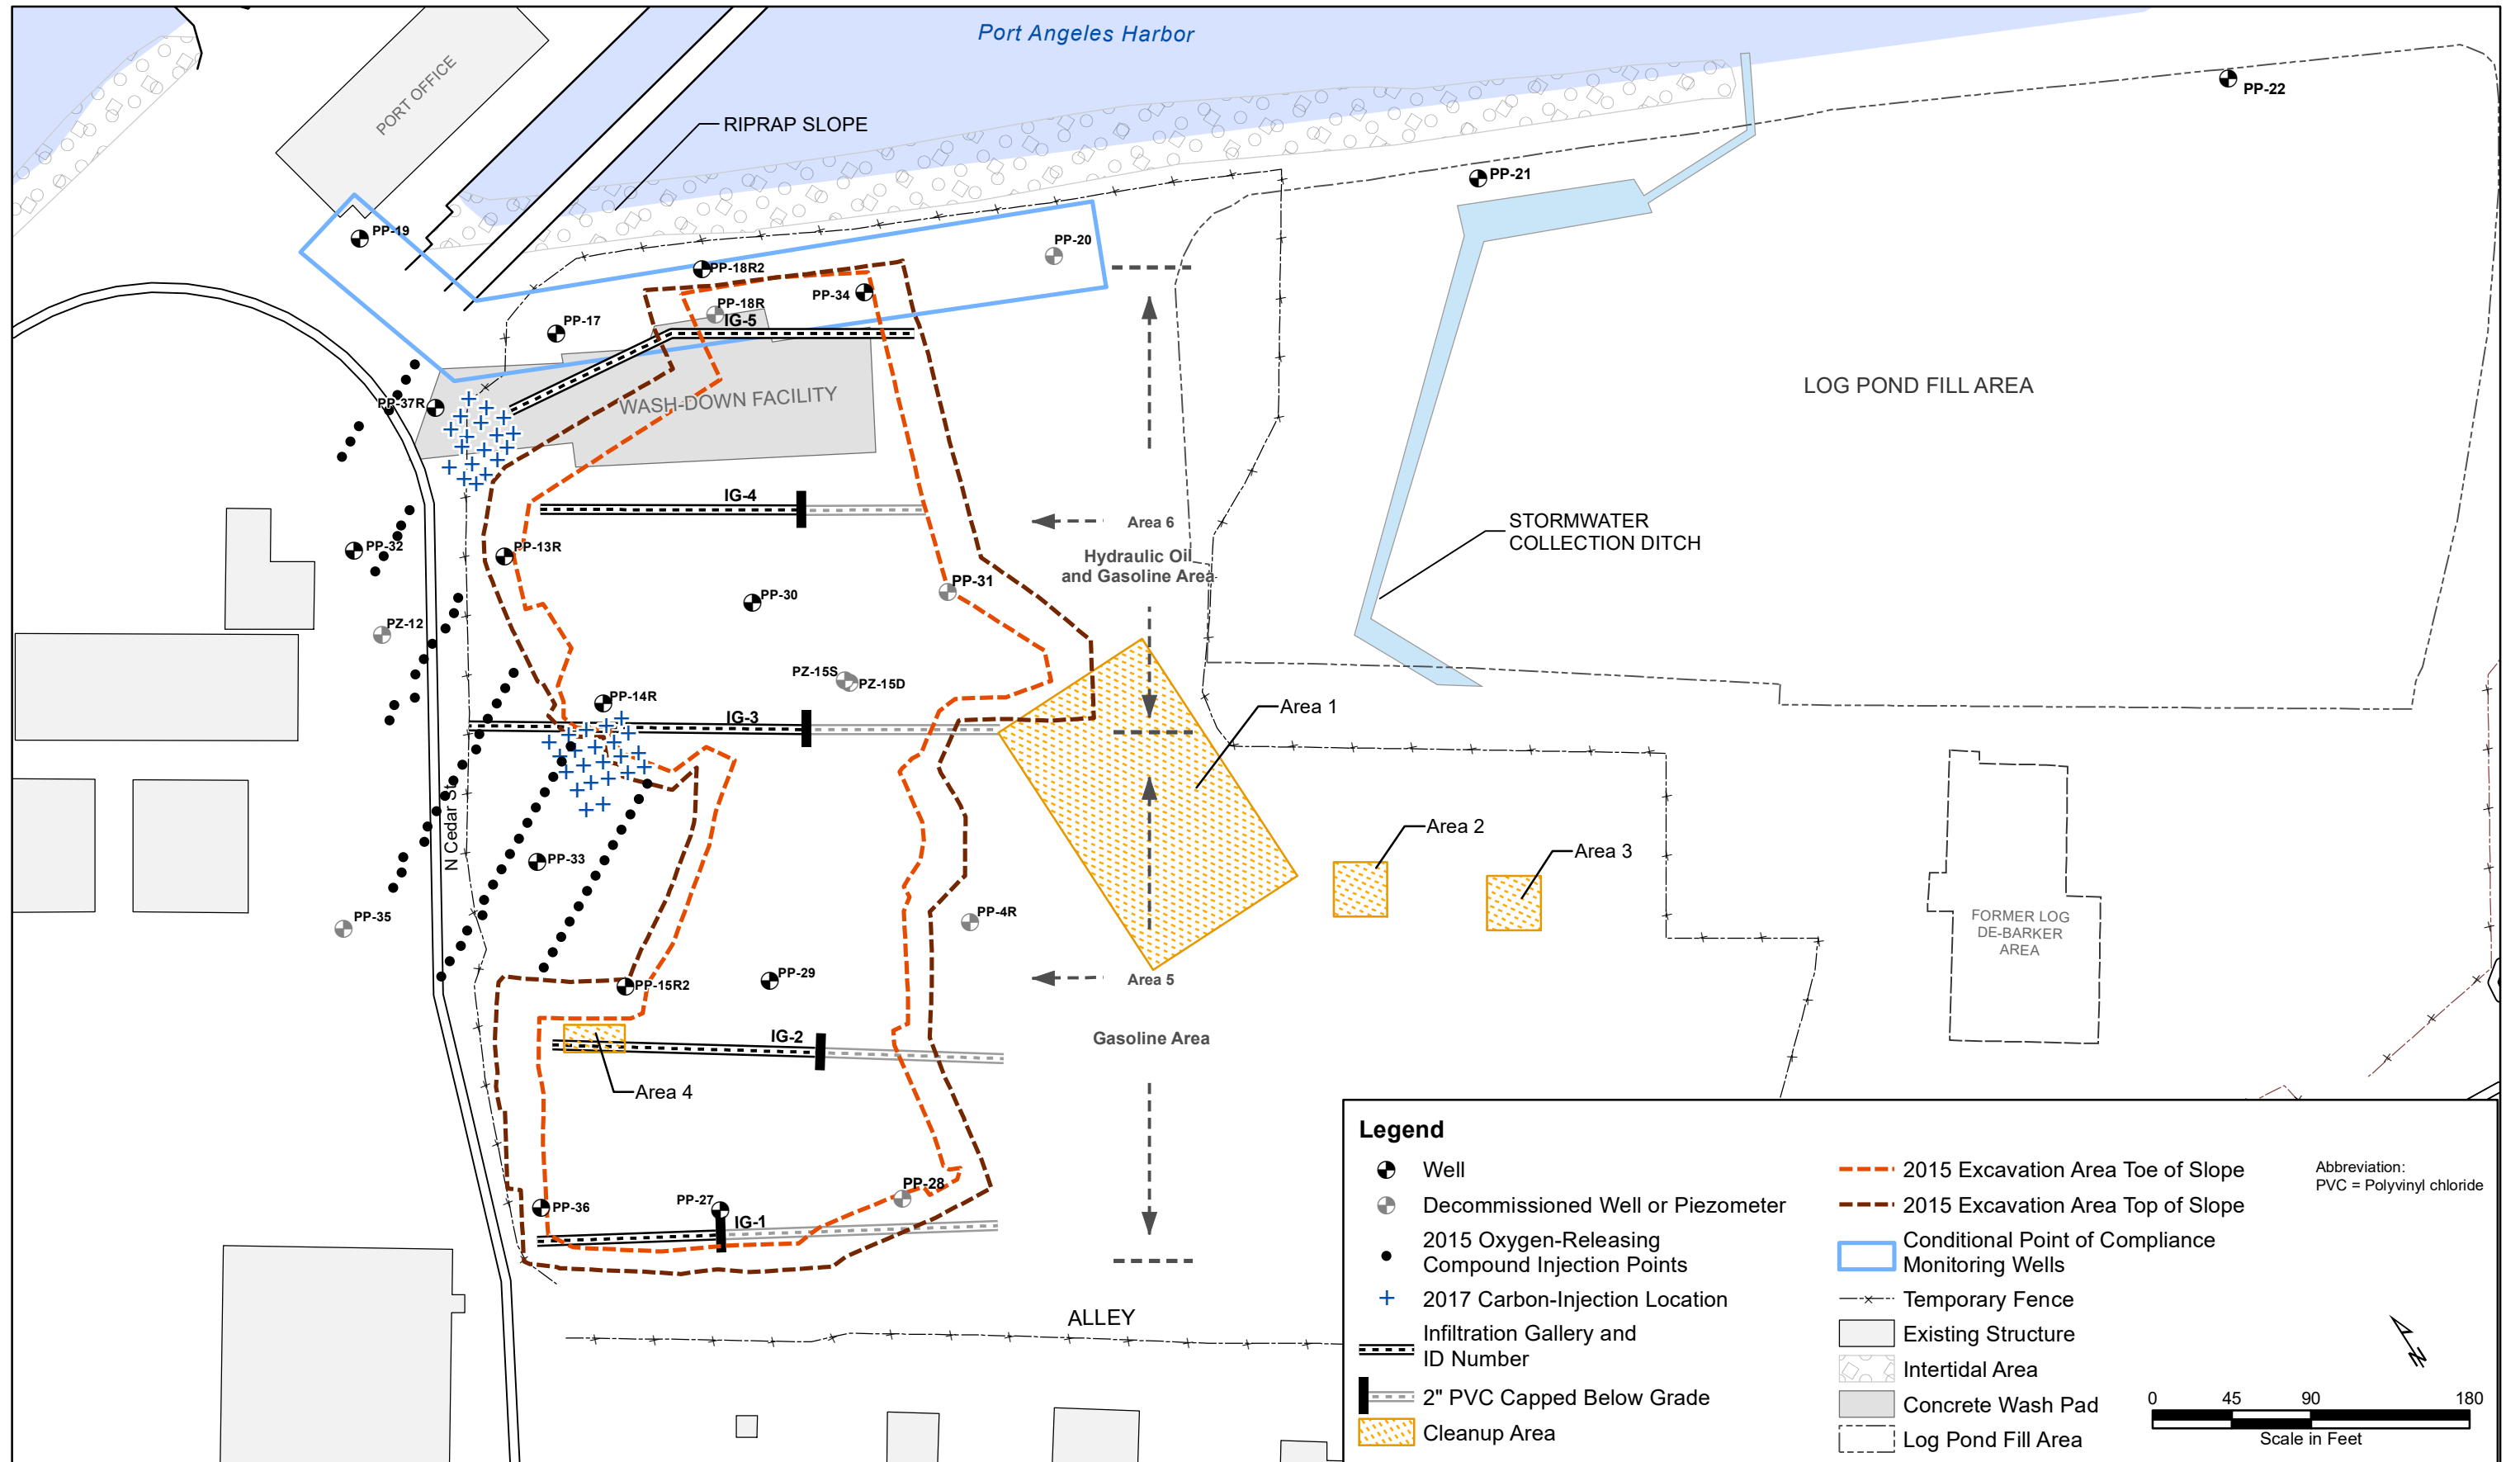 Port Angeles Harbor
PORT OFFICE
RIPRAP SLOPE
PP-22
PP-21
PP-19
PP-20
PP-18R2
PP-34
PP-18R
IG-5
PP-17
WASH-DOWN FACILITY
LOG POND FILL AREA
PP-37R
IG-4
Area 6
Hydraulic Oil
and Gasoline Area
STORMWATER
COLLECTION DITCH
PP-32
PP-13R
PP-31
PP-30
PZ-12
PZ-15S
PZ-15D
PP-14R
IG-3
Area 1
N Cedar St
Area 2
Area 3
PP-33
PP-35
PP-4R
FORMER LOG
DE-BARKER
AREA
PP-29
Area 5
PP-15R2
IG-2
Gasoline Area
Area 4
PP-28
PP-27
PP-36
IG-1
ALLEY
Legend
Well
Decommissioned Well or Piezometer
2015 Oxygen-Releasing
Compound Injection Points
2017 Carbon-Injection Location
Infiltration Gallery and
ID Number
2" PVC Capped Below Grade
Cleanup Area
2015 Excavation Area Toe of Slope
2015 Excavation Area Top of Slope
Conditional Point of Compliance
Monitoring Wells
Temporary Fence
Existing Structure
Intertidal Area
Concrete Wash Pad
Log Pond Fill Area
Abbreviation:
PVC = Polyvinyl chloride
N
0 45 90 180
Scale in Feet